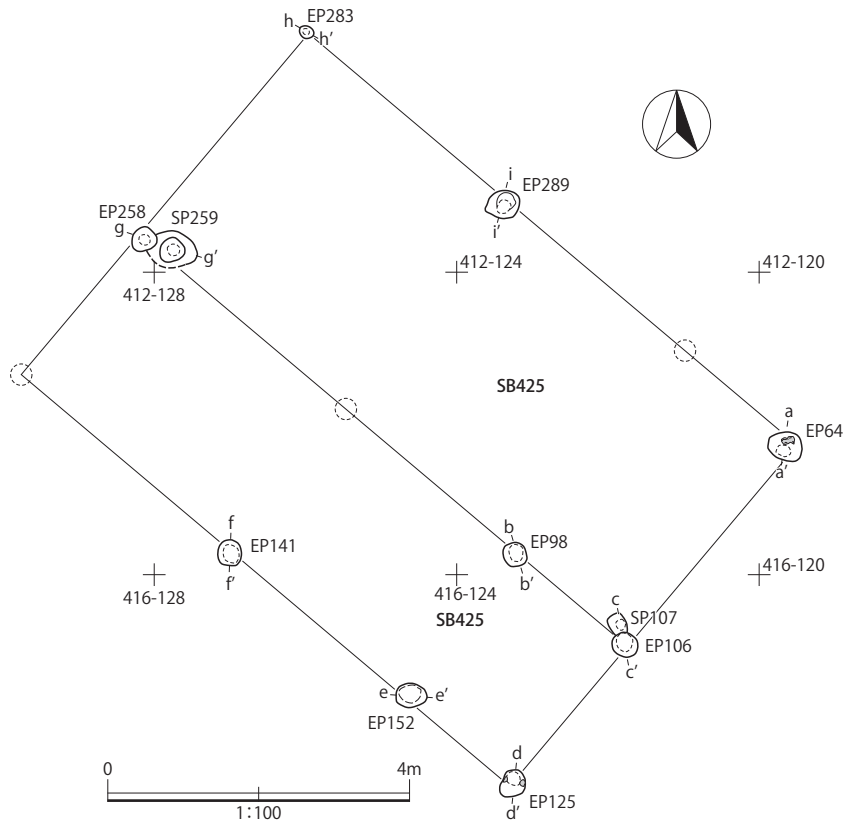 h
EP283
h′
i
EP289
i′
EP258
SP259
g
g′
412-128
412-124
412-120
SB425
a
EP64
a′
f
EP141
f′
b
EP98
b′
416-128
416-124
416-120
SB425
c
SP107
EP106
c′
e
e′
EP152
d
EP125
d′
0
4m
1:100